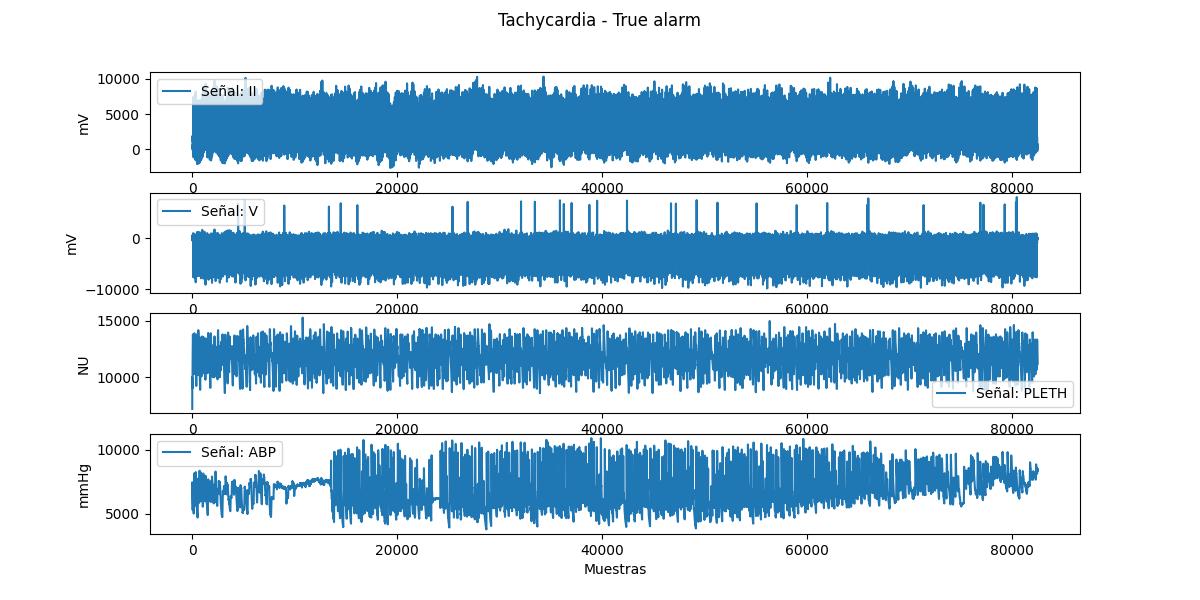 Tachycardia - True alarm
10000
5000
0
mV
Señal: II
0 20000 40000 60000 80000
0
−10000
mV
Señal: V
0 20000 40000 60000 80000
15000
10000
NU
Señal: PLETH
0 20000 40000 60000 80000
10000
5000
mmHg
Señal: ABP
0 20000 40000 60000 80000
Muestras